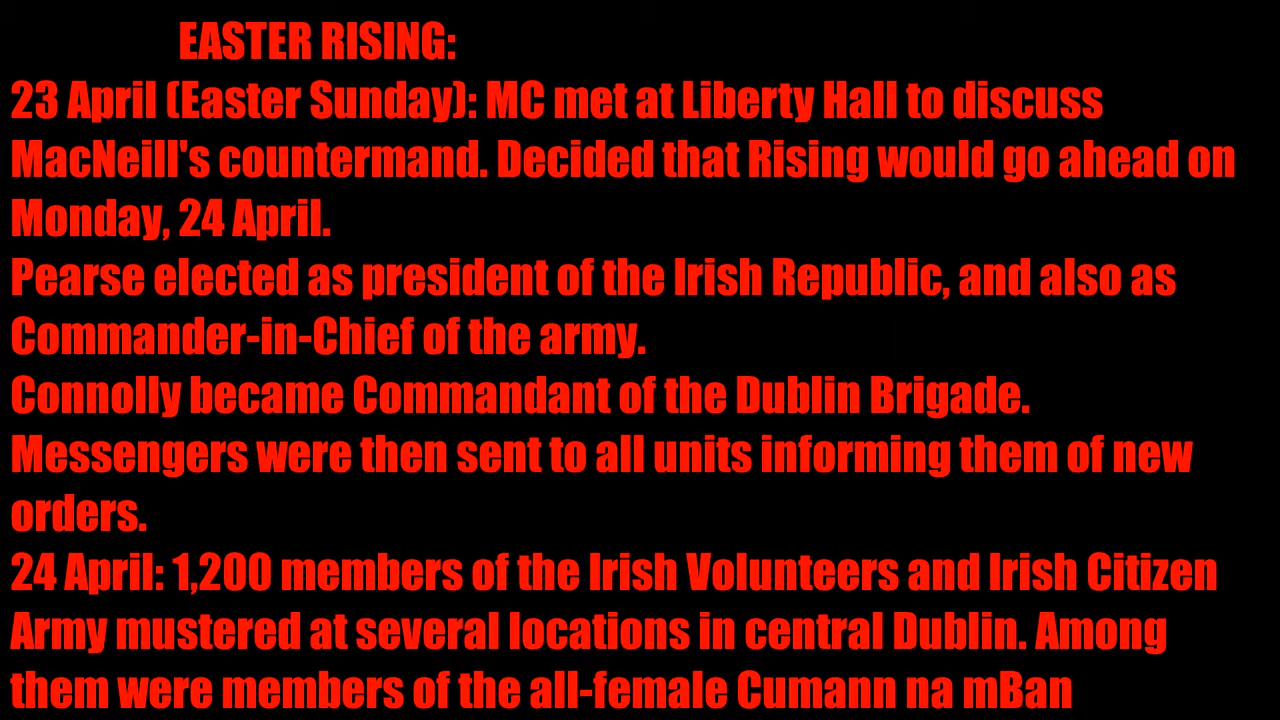 EASTER RISING:
23 April (Easter Sunday): MC met at Liberty Hall to discuss
MacNeill's countermand. Decided that Rising would go ahead on
Monday, 24 April.
Pearse elected as president of the Irish Republic, and also as
Commander-in-Chief of the army.
Connolly became Commandant of the Dublin Brigade.
Messengers were then sent to all units informing them of new
orders.
24 April: 1,200 members of the Irish Volunteers and Irish Citizen
Army mustered at several locations in central Dublin. Among
them were members of the all-female Cumann na mBan